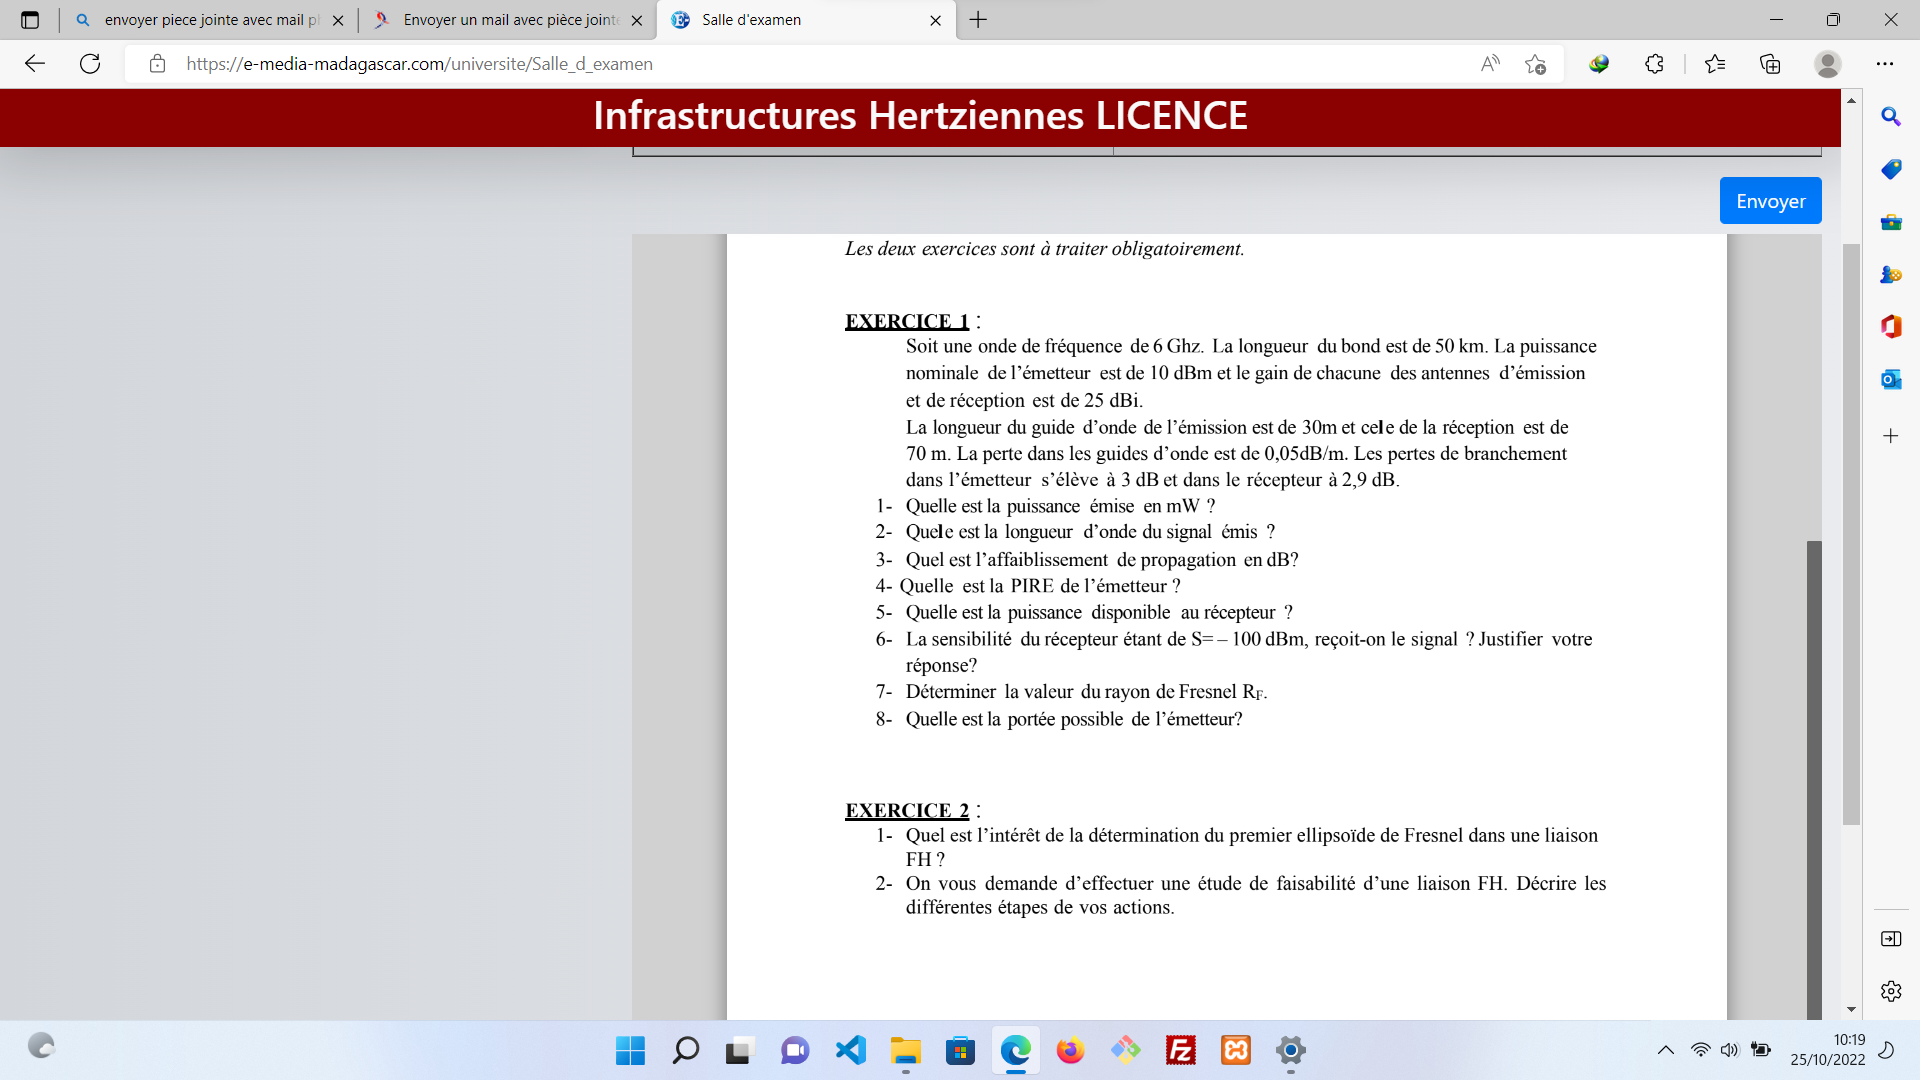 envoyer piece jointe avec mail p
Envoyer un mail avec pièce joint
Salle d'examen
https://e-media-madagascar.com/universite/Salle_d_examen
Infrastructures Hertziennes LICENCE
Envoyer
Les deux exercices sont à traiter obligatoirement.
EXERCICE 1 :
Soit une onde de fréquence de 6 Ghz. La longueur du bond est de 50 km. La puissance
nominale de l'émetteur est de 10 dBm et le gain de chacune des antennes d'émission
et de réception est de 25 dBi.
La longueur du guide d'onde de l'émission est de 30m et cele de la réception est de
70 m. La perte dans les guides d'onde est de 0,05dB/m. Les pertes de branchement
dans l'émetteur s'élève à 3 dB et dans le récepteur à 2,9 dB.
1- Quelle est la puissance émise en mW ?
2- Quele est la longueur d'onde du signal émis ?
3- Quel est l'affaiblissement de propagation en dB?
4- Quelle est la PIRE de l'émetteur ?
5- Quelle est la puissance disponible au récepteur ?
6- La sensibilité du récepteur étant de S= – 100 dBm, reçoit-on le signal ? Justifier votre
réponse?
7- Déterminer la valeur du rayon de Fresnel RF.
8- Quelle est la portée possible de l'émetteur?
EXERCICE 2 :
1- Quel est l'intérêt de la détermination du premier ellipsoïde de Fresnel dans une liaison
FH ?
2- On vous demande d'effectuer une étude de faisabilité d'une liaison FH. Décrire les
différentes étapes de vos actions.
10:19
25/10/2022